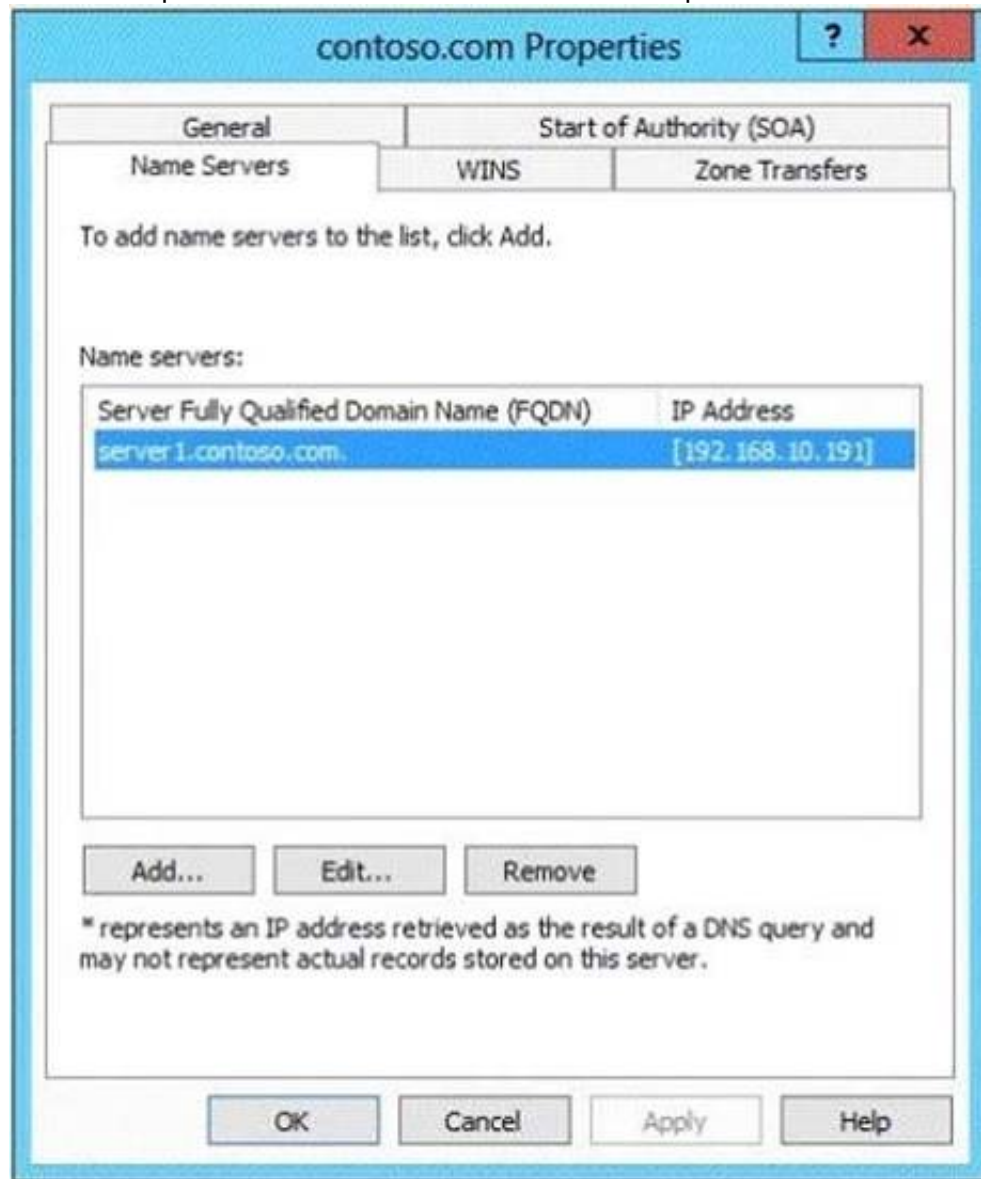 contoso.com Properties
?
x
General
Start of Authority (SOA)
Name Servers
WINS
Zone Transfers
To add name servers to the list, click Add.
Name servers:
Server Fully Qualified Domain Name (FQDN)
IP Address
server1.contoso.com.
[192.168.10.191]
Add...
Edit...
Remove
* represents an IP address retrieved as the result of a DNS query and
may not represent actual records stored on this server.
OK
Cancel
Apply
Help